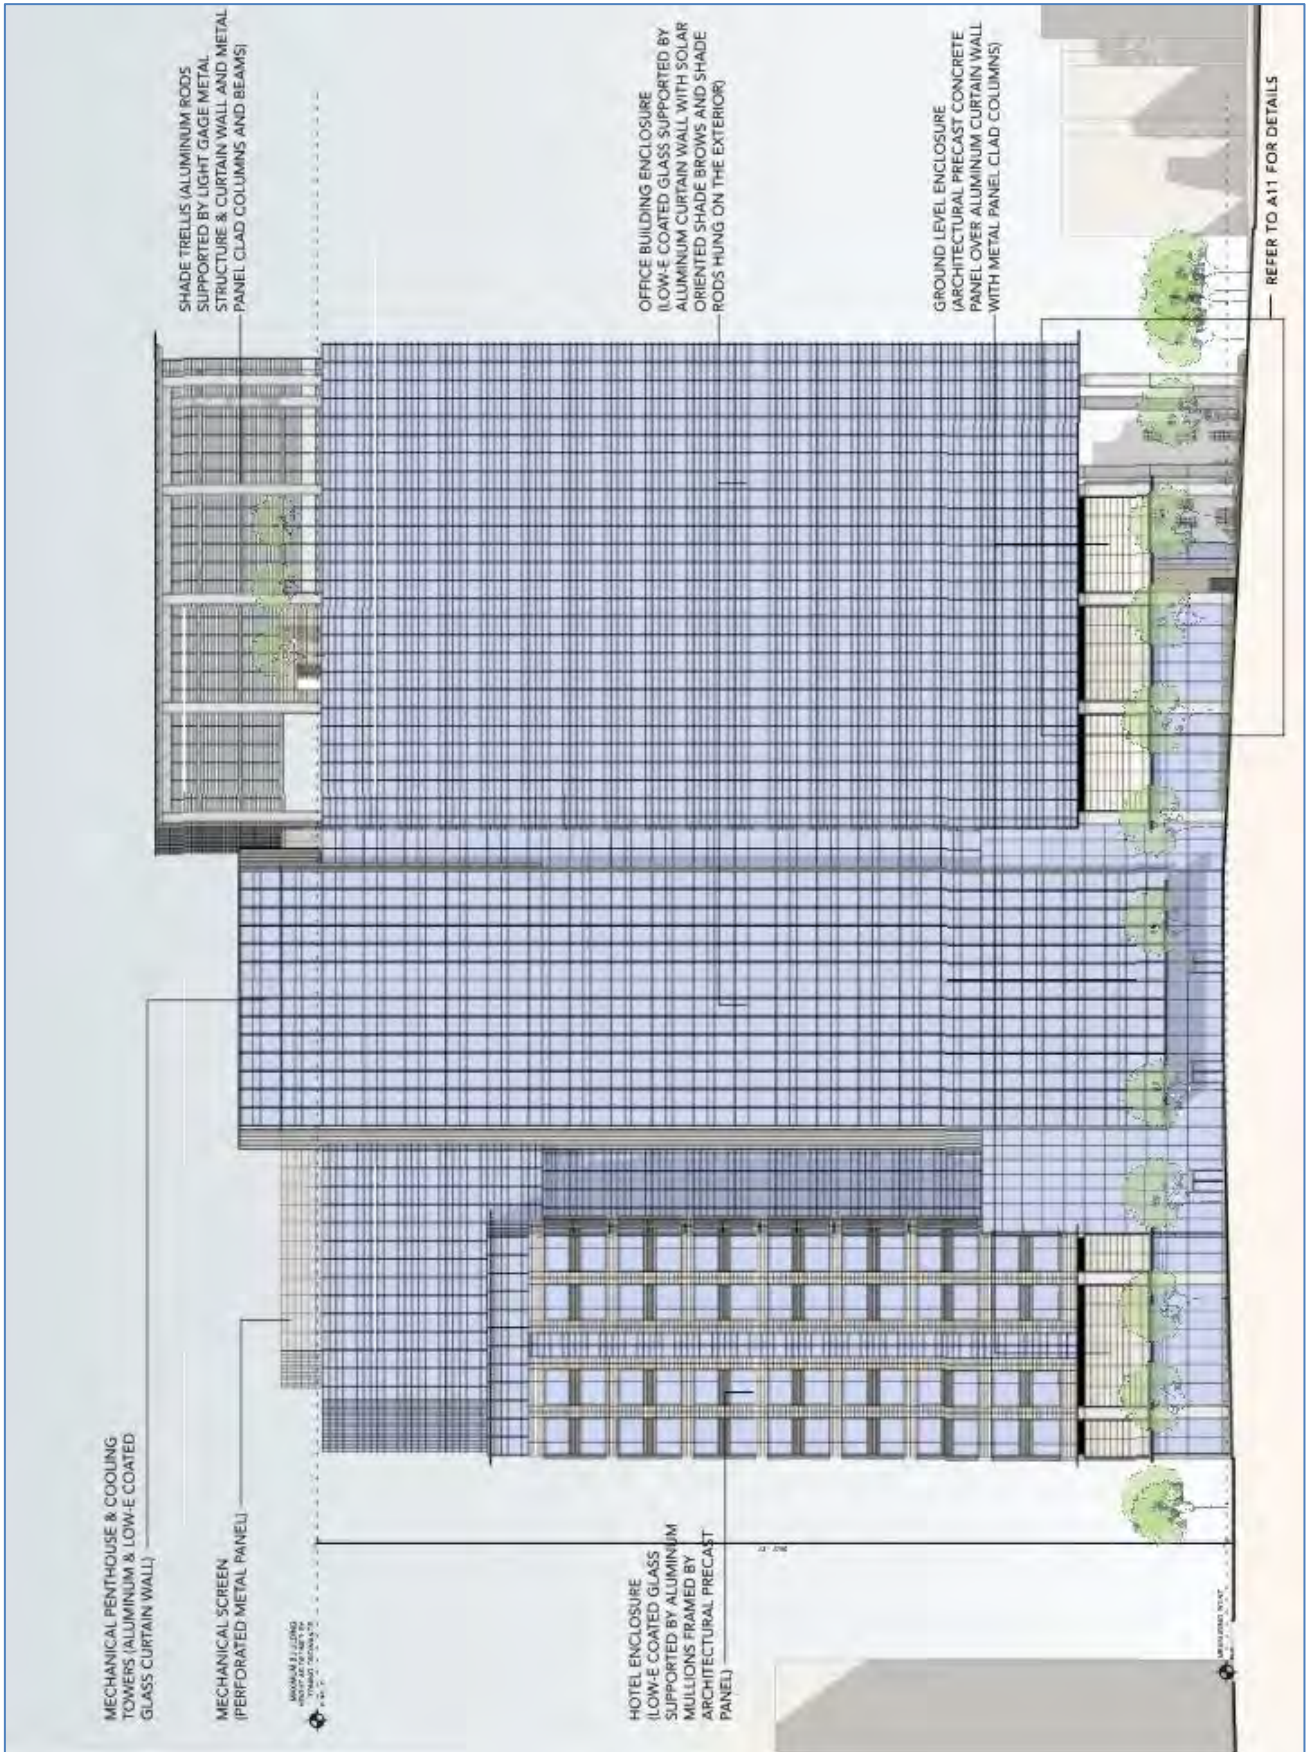 MECHANICAL PENTHOUSE & COOLING
TOWERS (ALUMINUM & LOW-E COATED
GLASS CURTAIN WALL)
MECHANICAL SCREEN
(PERFORATED METAL PANEL)
HOTEL ENCLOSURE
(LOW-E COATED GLASS
SUPPORTED BY ALUMINUM
MULLIONS FRAMED BY
ARCHITECTURAL PRECAST
PANEL)
SHADE TRELLIS (ALUMINUM RODS
SUPPORTED BY LIGHT GAGE METAL
STRUCTURE & CURTAIN WALL AND METAL
PANEL CLAD COLUMNS AND BEAMS)
OFFICE BUILDING ENCLOSURE
(LOW-E COATED GLASS SUPPORTED BY
ALUMINUM CURTAIN WALL WITH SOLAR
ORIENTED SHADE BROWS AND SHADE
RODS HUNG ON THE EXTERIOR)
GROUND LEVEL ENCLOSURE
(ARCHITECTURAL PRECAST CONCRETE
PANEL OVER ALUMINUM CURTAIN WALL
WITH METAL PANEL CLAD COLUMNS)
REFER TO A11 FOR DETAILS